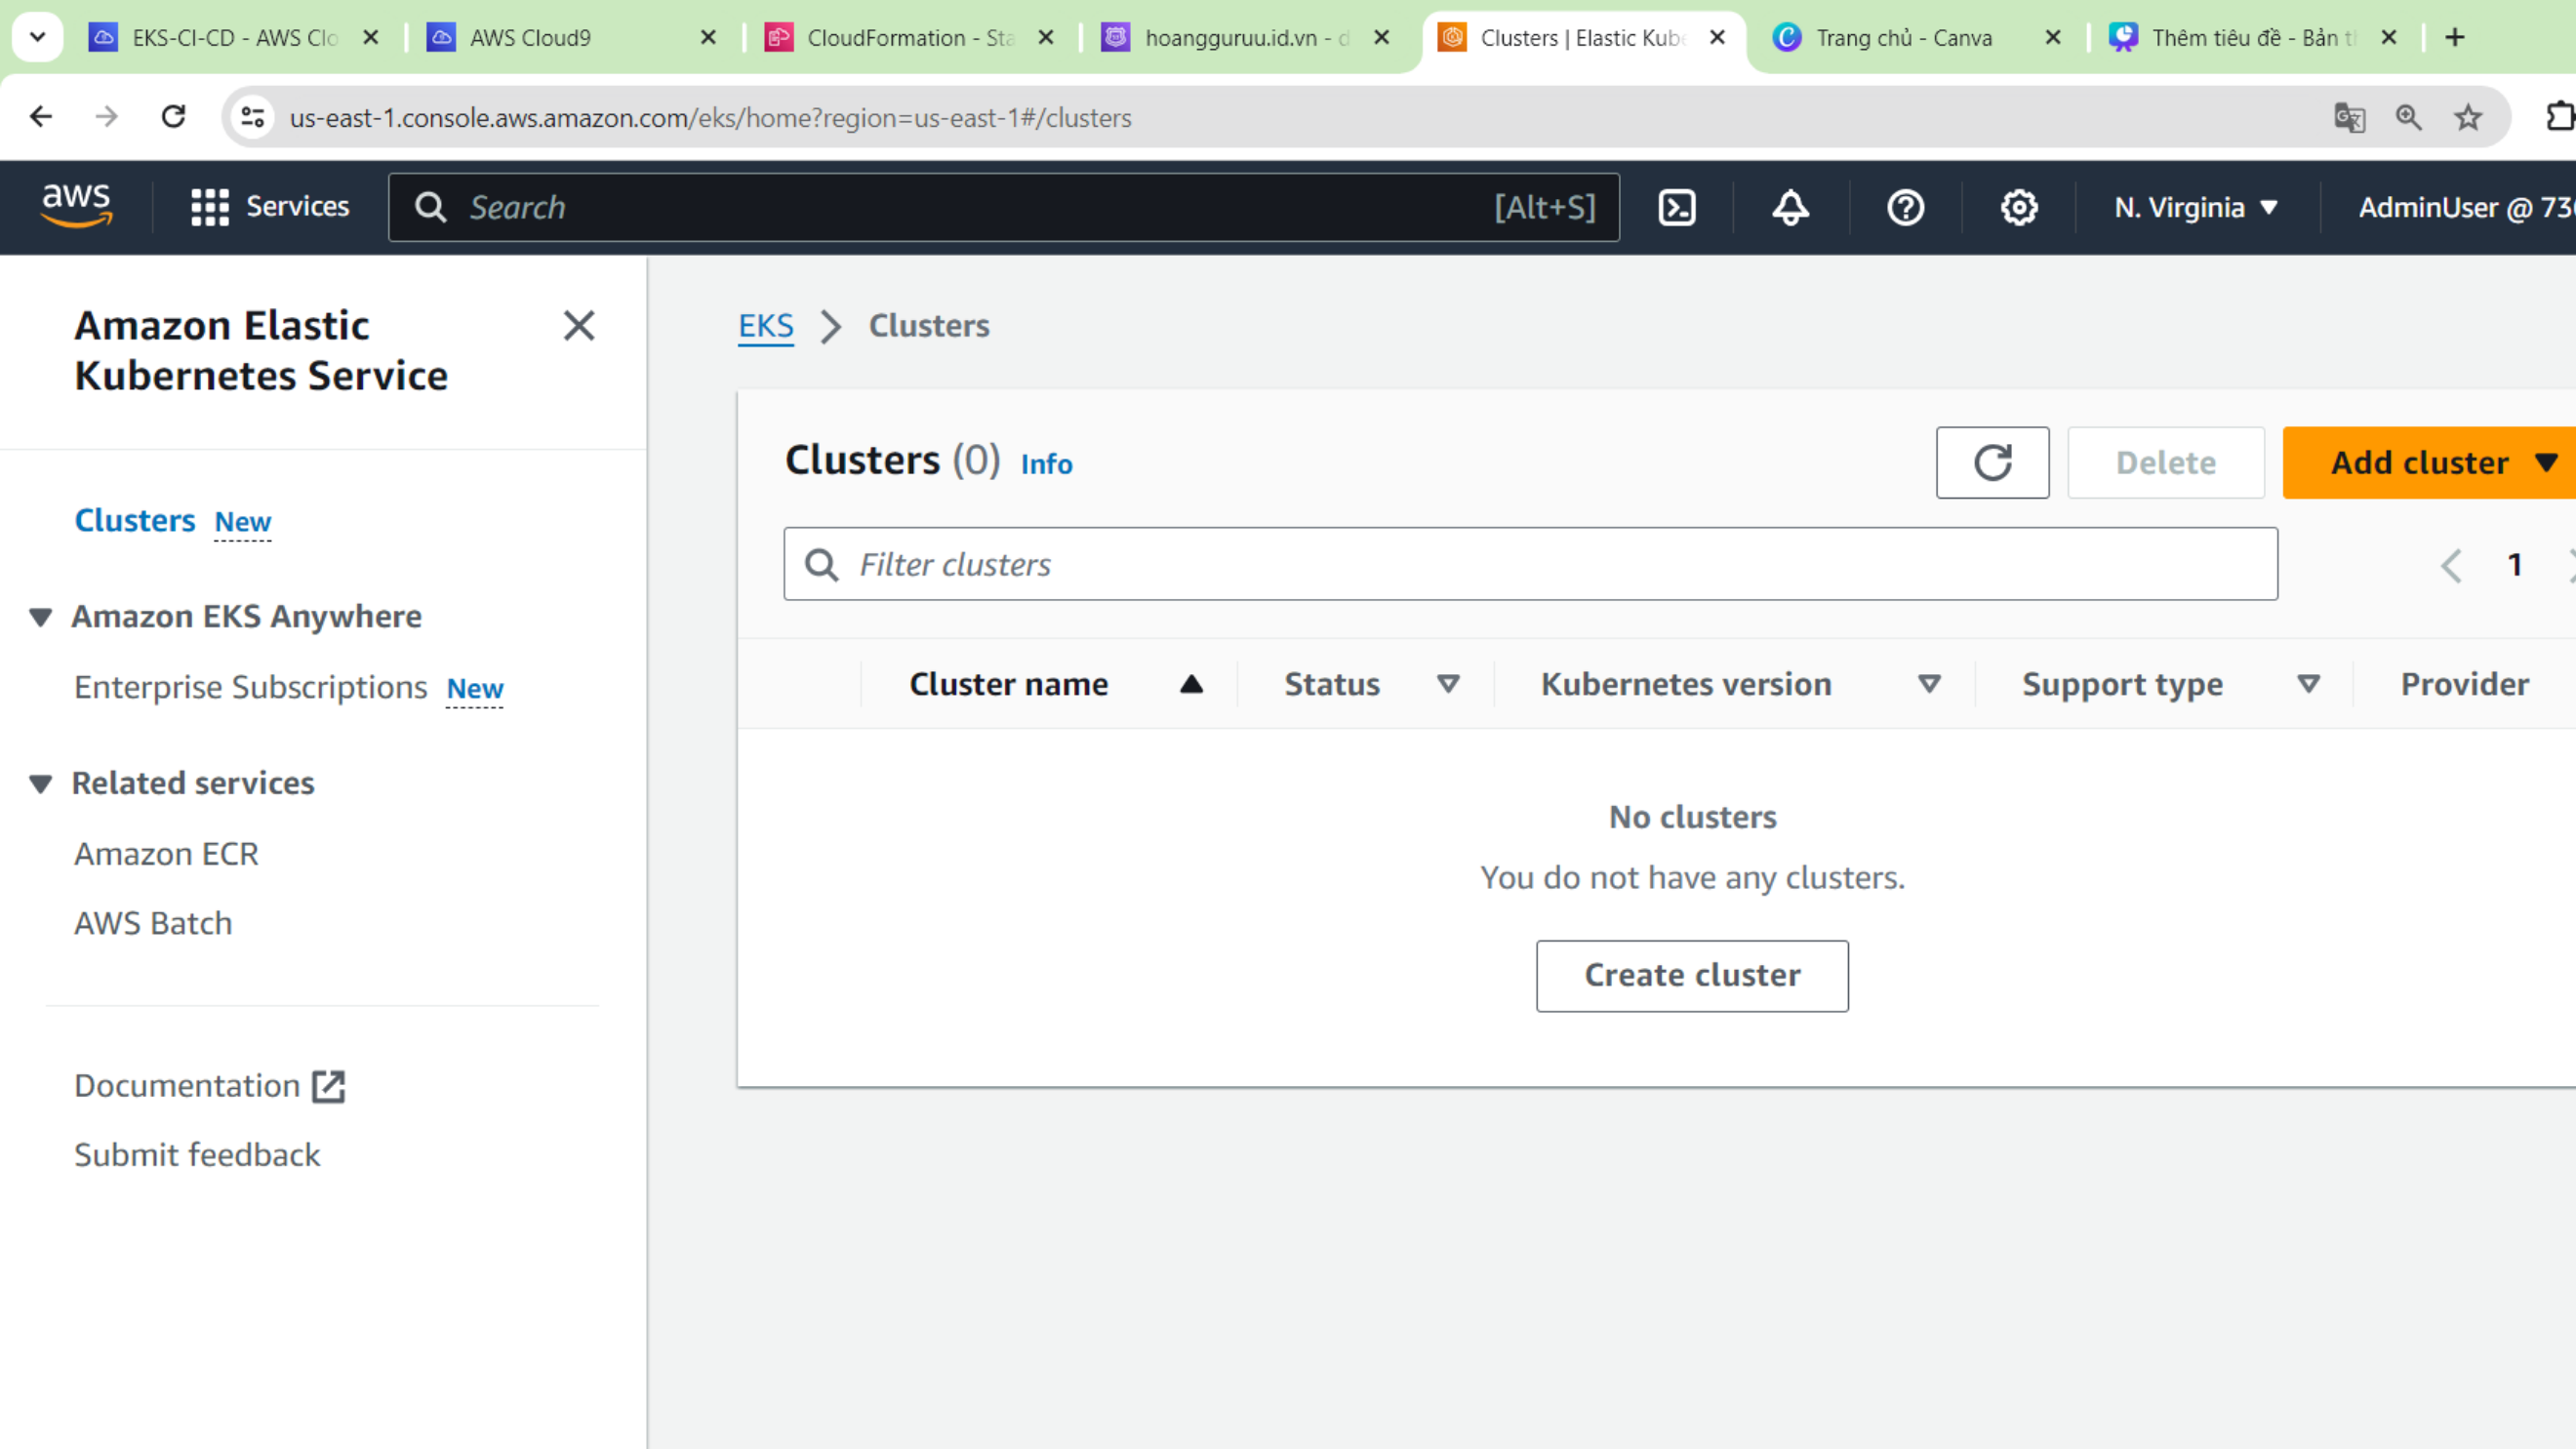 EKS-CI-CD - AWS Clo
AWS Cloud9
CloudFormation - Sta
hoangguruu.id.vn - d
Clusters | Elastic Kube
Trang chủ - Canva
Thêm tiêu đề - Bản th
us-east-1.console.aws.amazon.com/eks/home?region=us-east-1#/clusters
aws
Services
Search
[Alt+S]
N. Virginia
AdminUser @ 730
Amazon Elastic
Kubernetes Service
Clusters New
Amazon EKS Anywhere
Enterprise Subscriptions New
Related services
Amazon ECR
AWS Batch
Documentation
Submit feedback
EKS
Clusters
Clusters (0) Info
Delete
Add cluster
Filter clusters
1
Cluster name
Status
Kubernetes version
Support type
Provider
No clusters
You do not have any clusters.
Create cluster